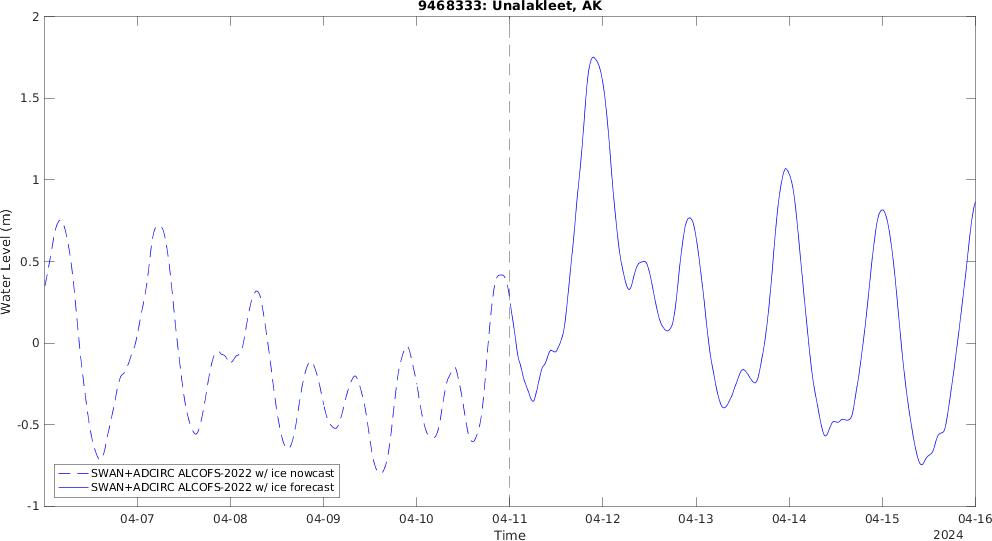 9468333: Unalakleet, AK
2
1.5
1
0.5
0
-0.5
-1
Water Level (m)
SWAN+ADCIRC ALCOFS-2022 w/ ice nowcast
SWAN+ADCIRC ALCOFS-2022 w/ ice forecast
04-07 04-08 04-09 04-10 04-11 04-12 04-13 04-14 04-15 04-16
Time
2024